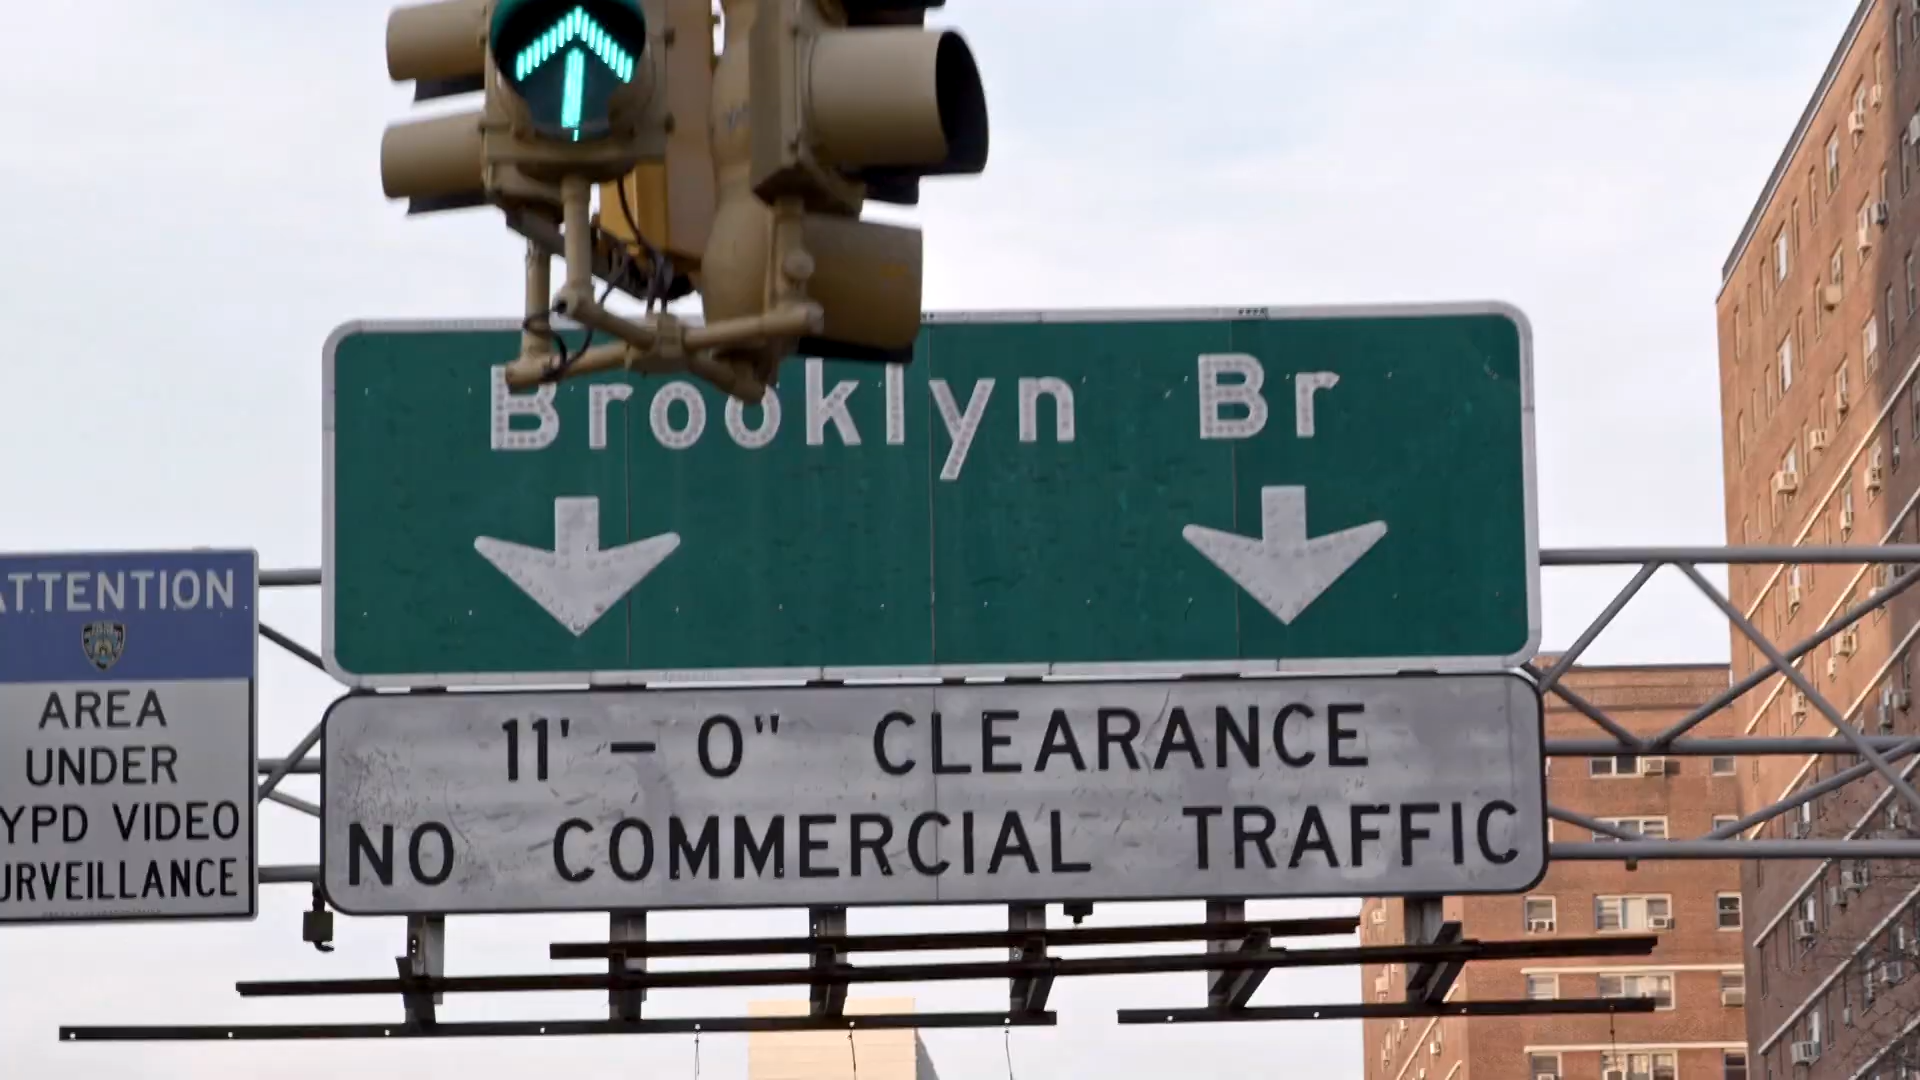 Brooklyn Br
11' – 0" CLEARANCE
NO COMMERCIAL TRAFFIC
ATTENTION
AREA
UNDER
YPD VIDEO
URVEILLANCE